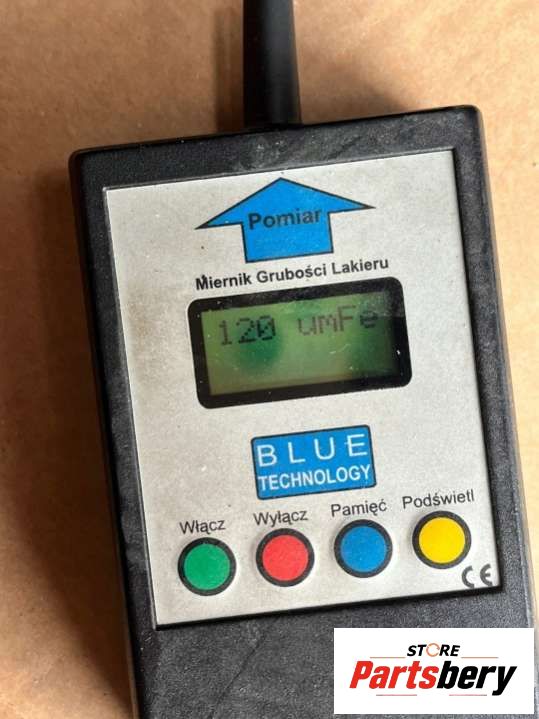 Pomiar
Miernik Grubości Lakieru
120 umFe
BLUE
TECHNOLOGY
Włącz Wyłącz Pamięć Podświetl
CE
STORE
Partsbery